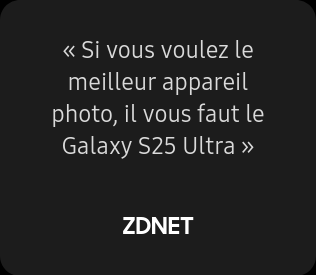 « Si vous voulez le
meilleur appareil
photo, il vous faut le
Galaxy S25 Ultra »
ZDNET